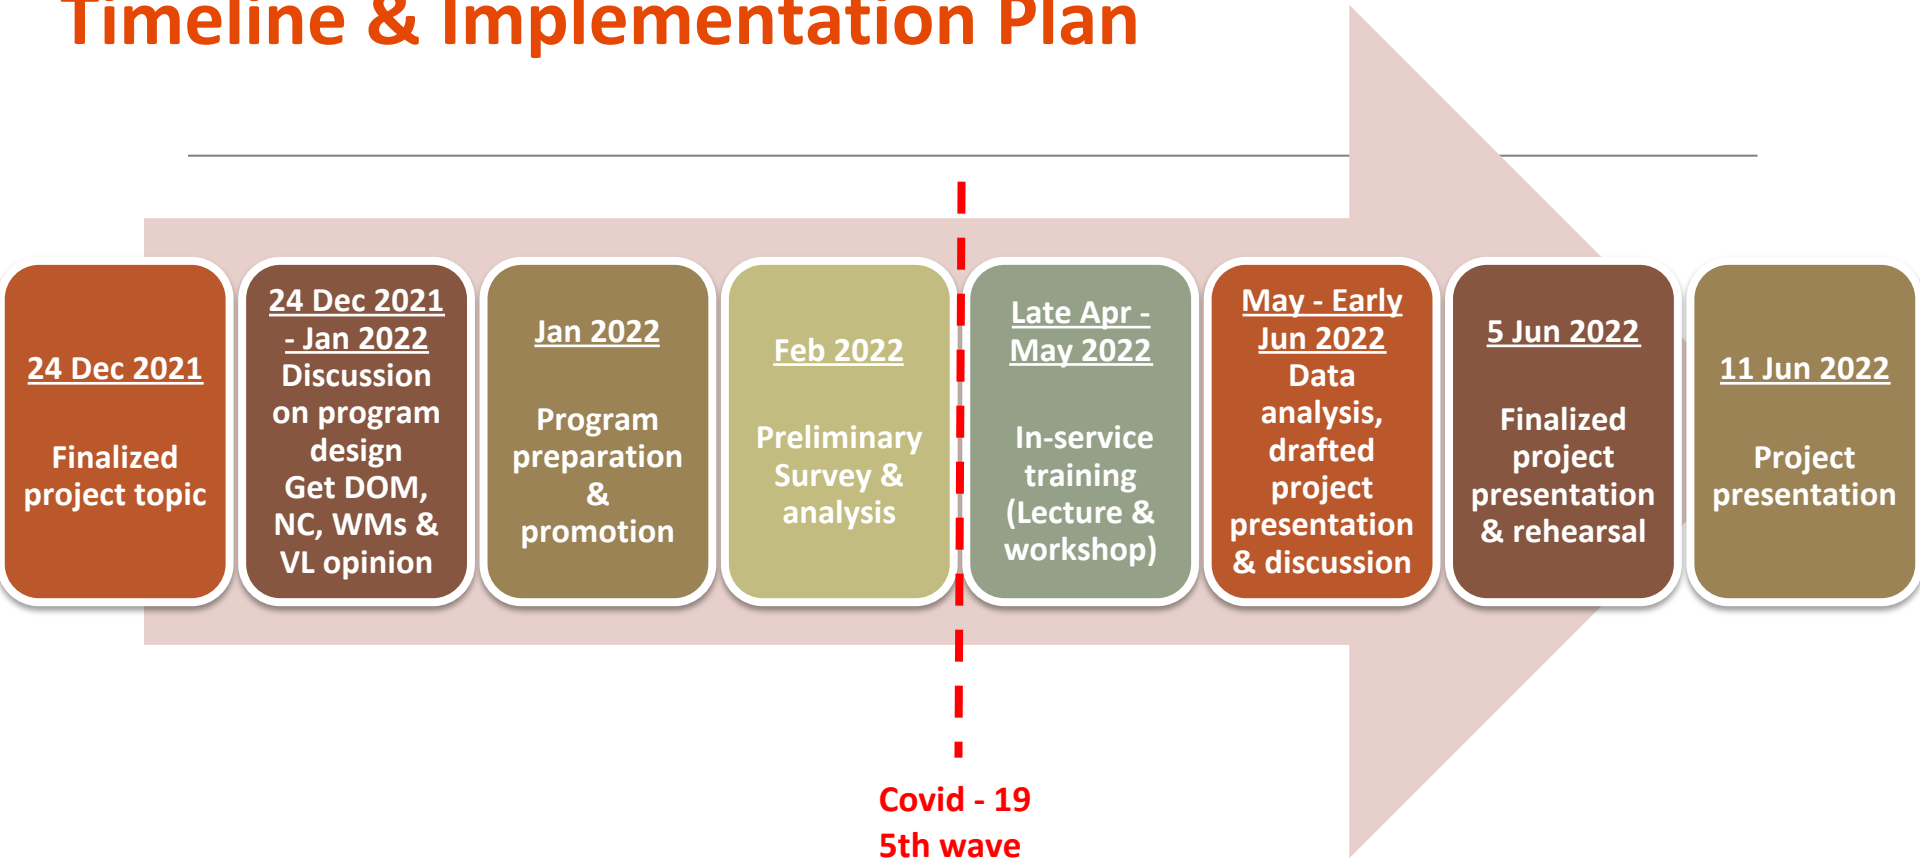 Timeline & Implementation Plan
24 Dec 2021
Finalized
project topic
24 Dec 2021
- Jan 2022
Discussion
on program
design
Get DOM,
NC, WMs &
VL opinion
Jan 2022
Program
preparation
&
promotion
Feb 2022
Preliminary
Survey &
analysis
Late Apr -
May 2022
In-service
training
(Lecture &
workshop)
May - Early
Jun 2022
Data
analysis,
drafted
project
presentation
& discussion
5 Jun 2022
Finalized
project
presentation
& rehearsal
11 Jun 2022
Project
presentation
Covid - 19
5th wave